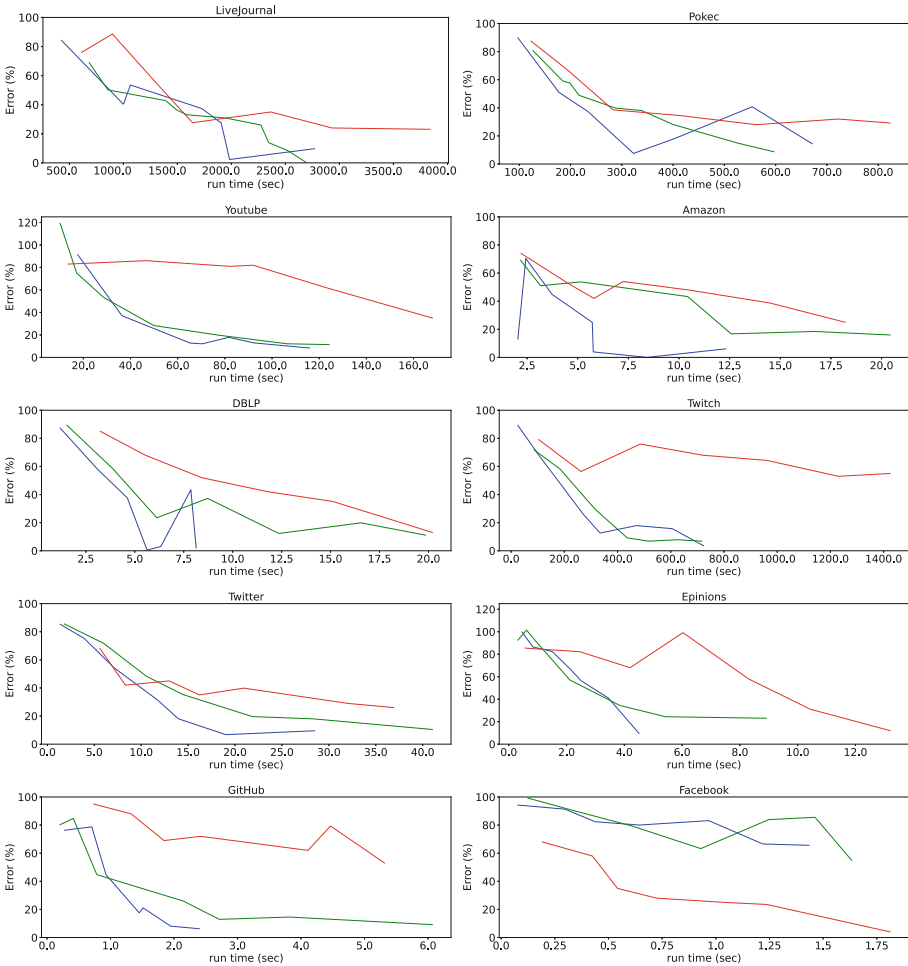 LiveJournal
Error (%)
100
80
60
40
20
0
500.0 1000.0 1500.0 2000.0 2500.0 3000.0 3500.0 4000.0
run time (sec)
Pokec
Error (%)
100
80
60
40
20
0
100.0 200.0 300.0 400.0 500.0 600.0 700.0 800.0
run time (sec)
Youtube
Error (%)
120
100
80
60
40
20
0
20.0 40.0 60.0 80.0 100.0 120.0 140.0 160.0
run time (sec)
Amazon
Error (%)
100
80
60
40
20
0
2.5 5.0 7.5 10.0 12.5 15.0 17.5 20.0
run time (sec)
DBLP
Error (%)
100
80
60
40
20
0
2.5 5.0 7.5 10.0 12.5 15.0 17.5 20.0
run time (sec)
Twitch
Error (%)
100
80
60
40
20
0
0.0 200.0 400.0 600.0 800.0 1000.0 1200.0 1400.0
run time (sec)
Twitter
Error (%)
100
80
60
40
20
0
0.0 5.0 10.0 15.0 20.0 25.0 30.0 35.0 40.0
run time (sec)
Epinions
Error (%)
120
100
80
60
40
20
0
0.0 2.0 4.0 6.0 8.0 10.0 12.0
run time (sec)
GitHub
Error (%)
100
80
60
40
20
0
0.0 1.0 2.0 3.0 4.0 5.0 6.0
run time (sec)
Facebook
Error (%)
100
80
60
40
20
0
0.0 0.25 0.5 0.75 1.0 1.25 1.5 1.75
run time (sec)